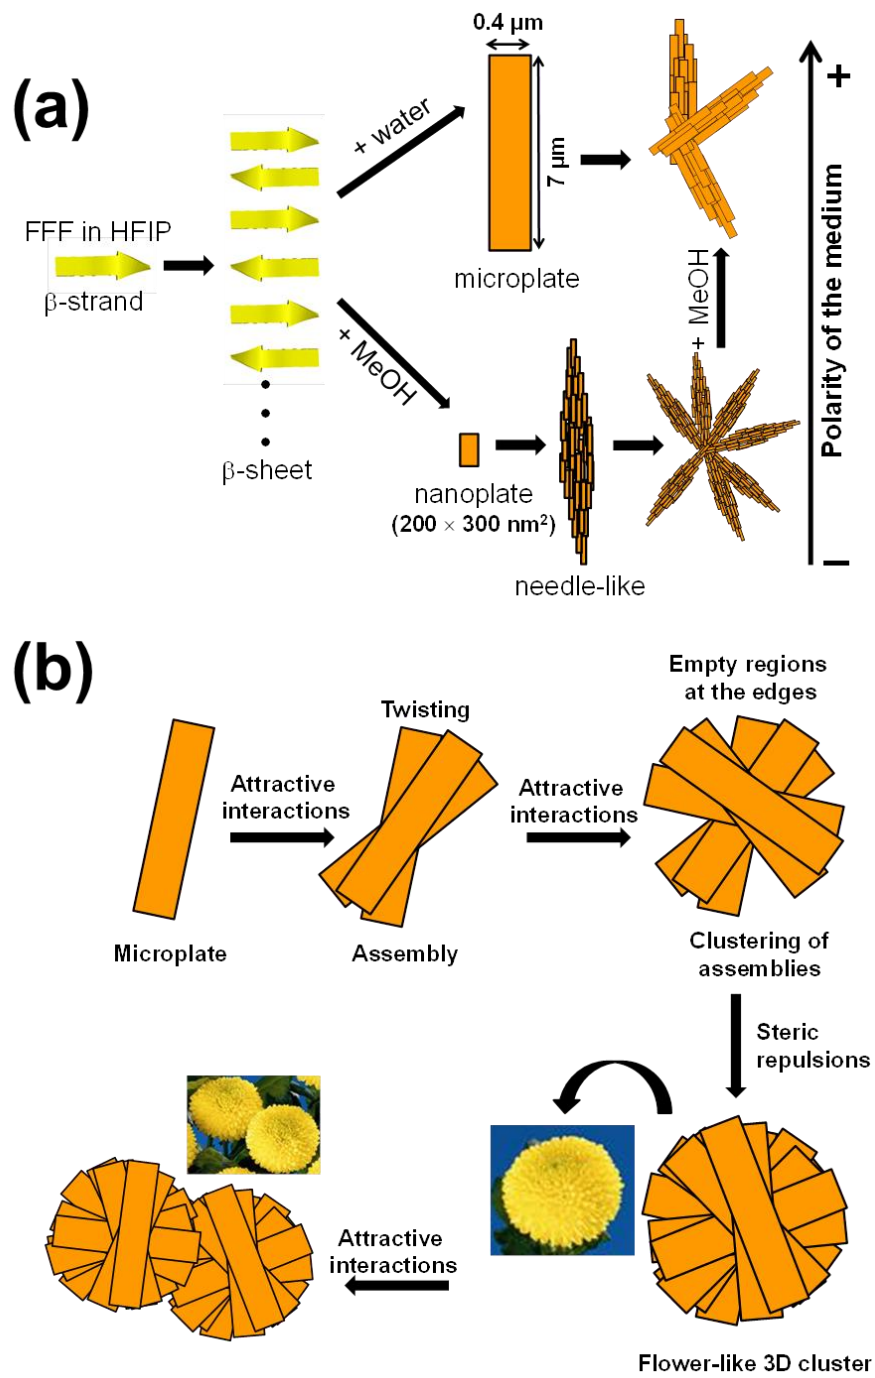 (a)
FFF in HFIP
β-strand
β-sheet
+ water
+ MeOH
0.4 μm
7 μm
microplate
nanoplate
(200 × 300 nm²)
needle-like
+ MeOH
+
Polarity of the medium
−
(b)
Microplate
Attractive
interactions
Twisting
Assembly
Attractive
interactions
Empty regions
at the edges
Clustering of
assemblies
Steric
repulsions
Flower-like 3D cluster
Attractive
interactions